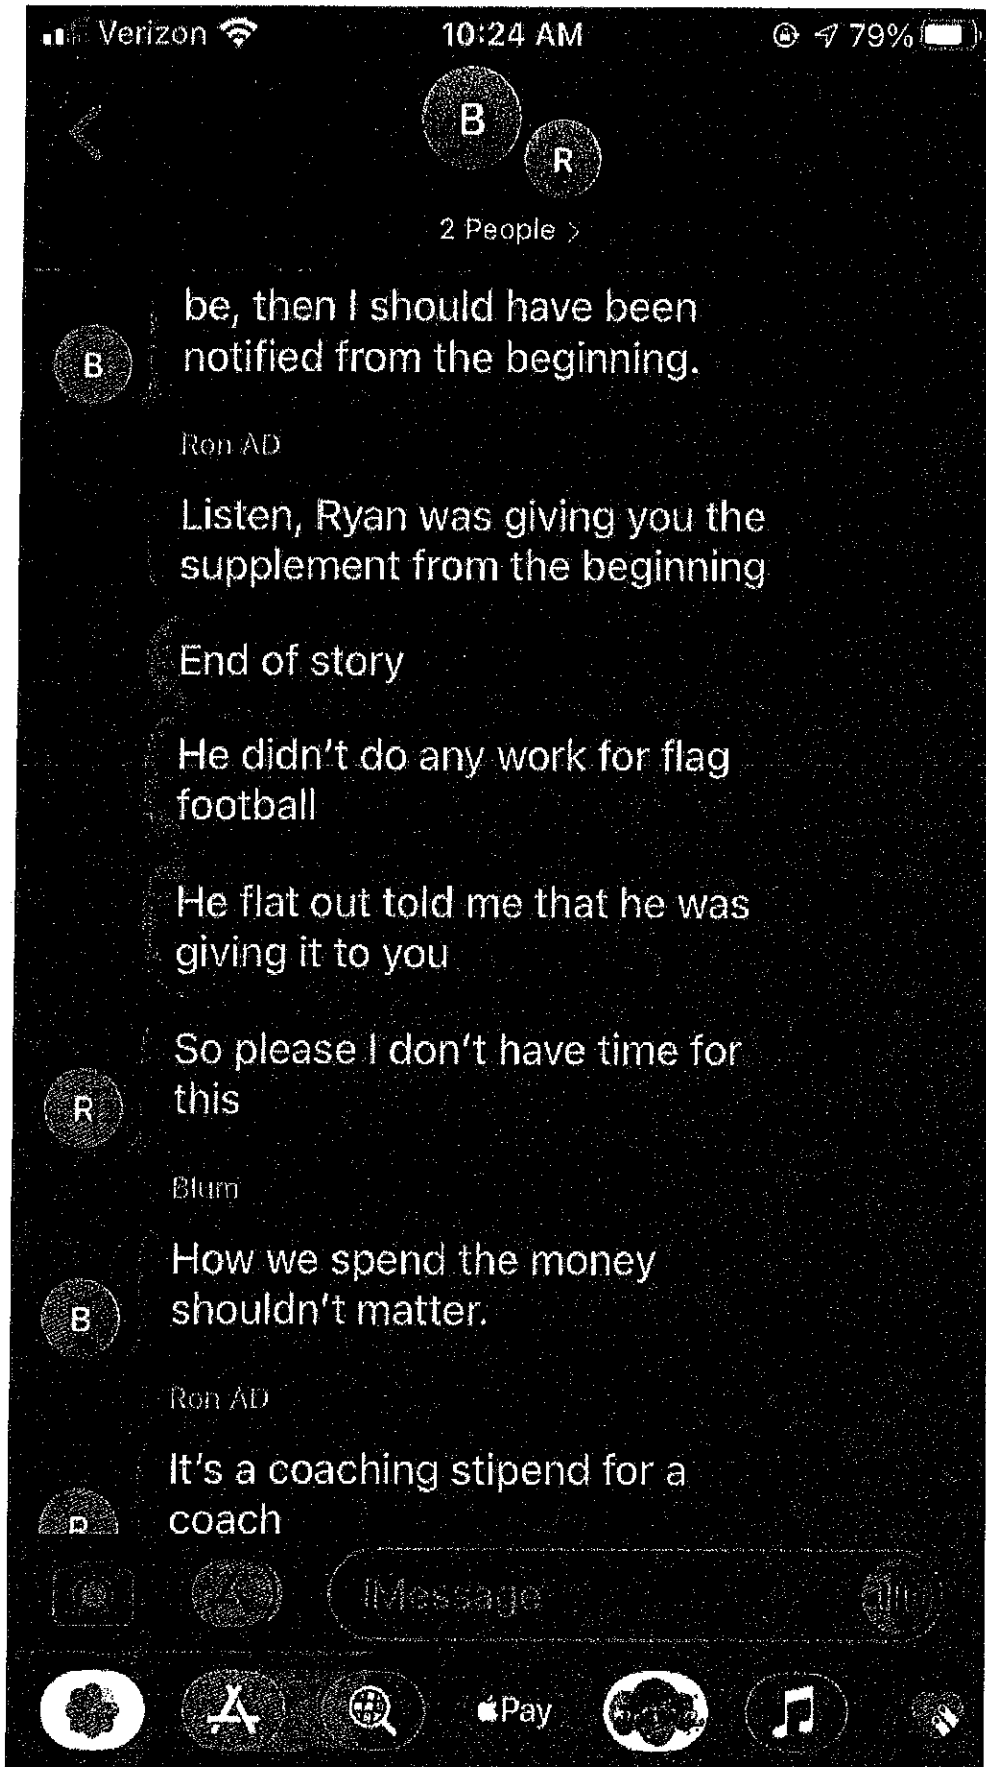 Verizon 10:24 AM 79%
B
R
2 People >
be, then I should have been
notified from the beginning.
B
Ron AD
Listen, Ryan was giving you the
supplement from the beginning
End of story
He didn't do any work for flag
football
He flat out told me that he was
giving it to you
So please I don't have time for
this
R
Blum
How we spend the money
shouldn't matter.
B
Ron AD
It's a coaching stipend for a
coach
R
iMessage
Pay